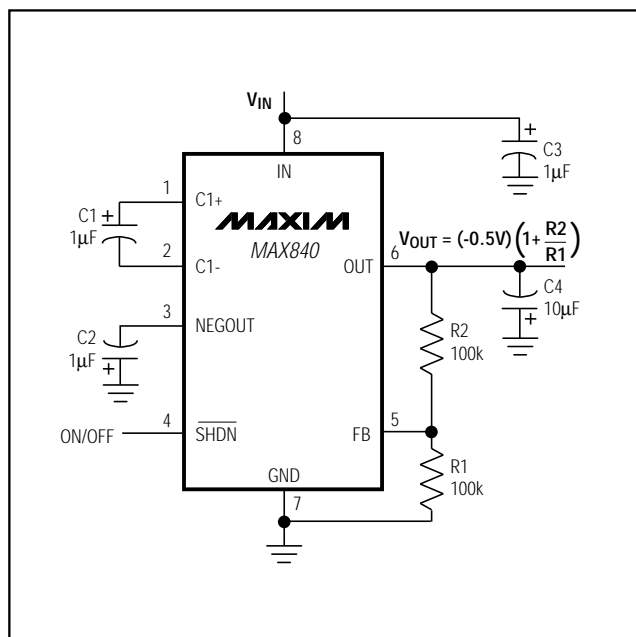 VIN
8
IN
+
C3
1µF
1
C1+
C1
+
1µF
MAXIM
MAX840
VOUT = (-0.5V) (1+ R2/R1)
2
C1-
6
OUT
C4
10µF
+
3
NEGOUT
C2
1µF
+
R2
100k
ON/OFF
4
SHDN
5
FB
R1
100k
GND
7